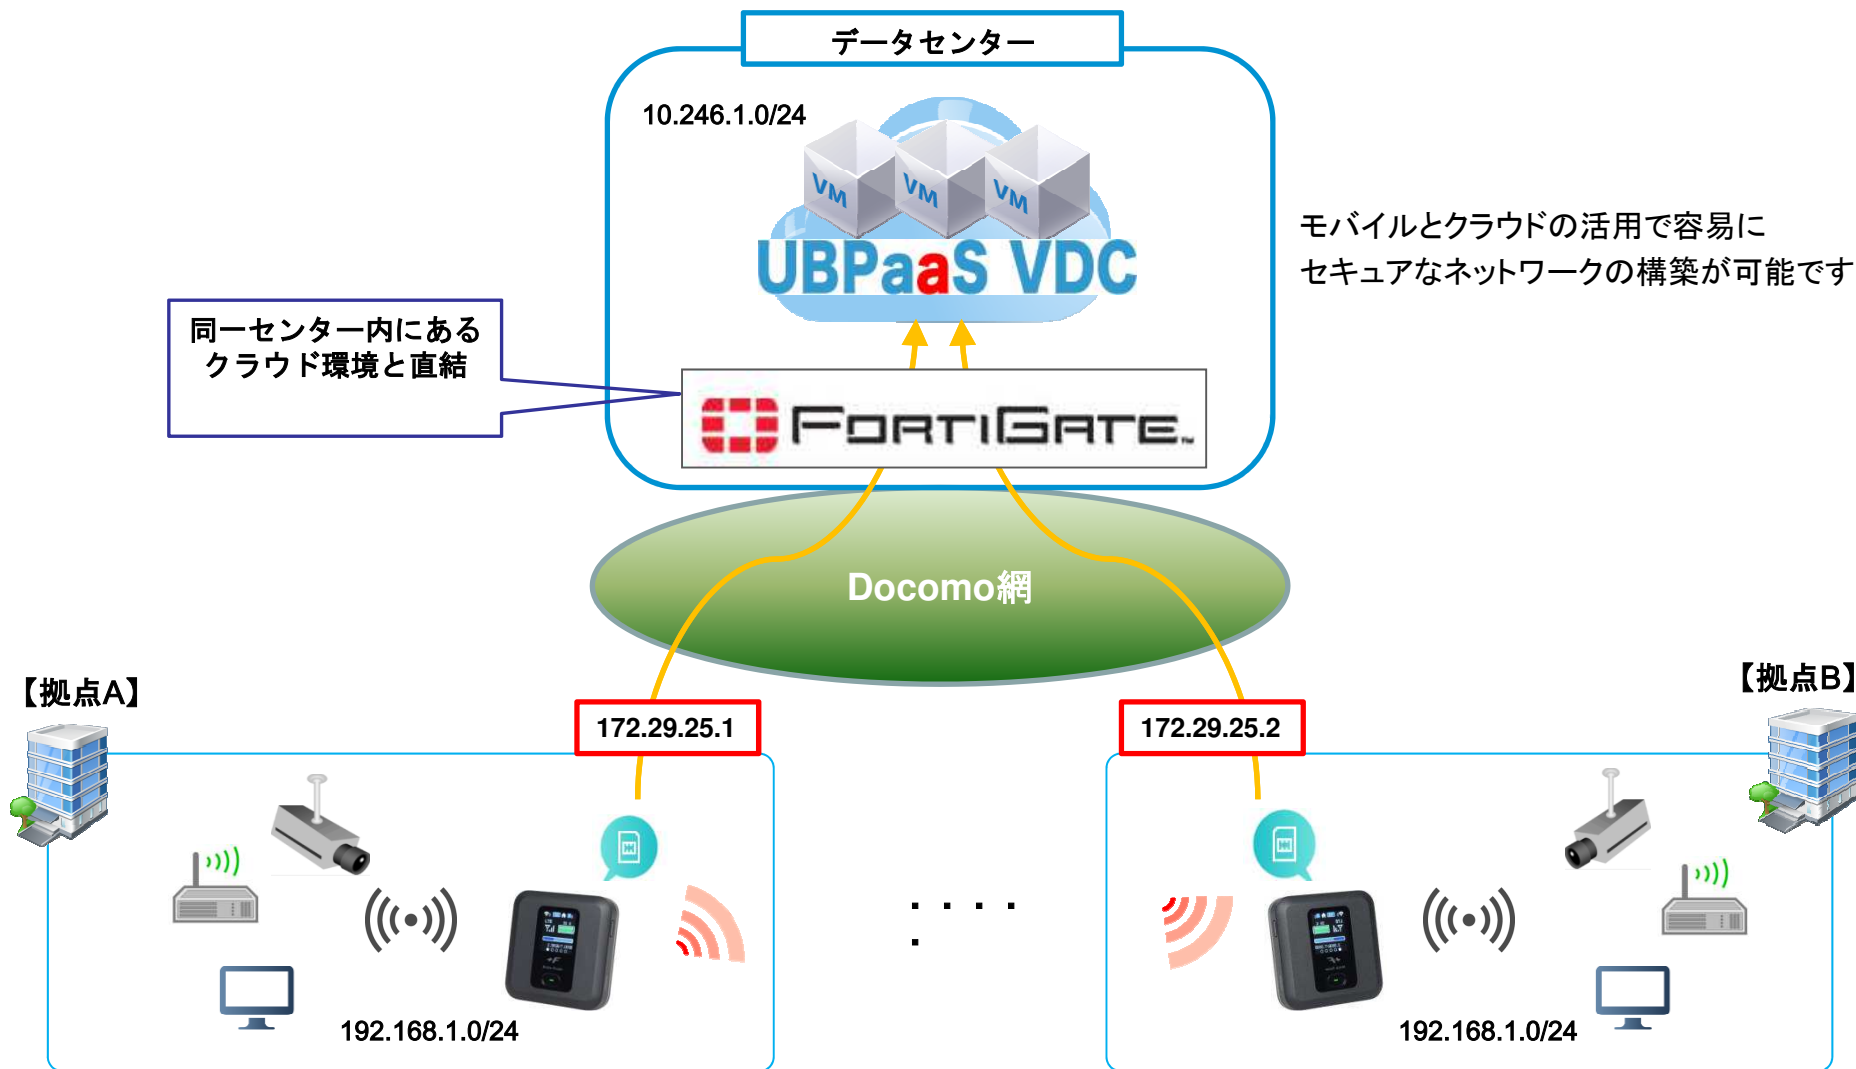 データセンター
10.246.1.0/24
VM
VM
VM
UBPaaS VDC
モバイルとクラウドの活用で容易に
セキュアなネットワークの構築が可能です
同一センター内にある
クラウド環境と直結
FORTIGATE™
Docomo網
【拠点A】
【拠点B】
172.29.25.1
172.29.25.2
・・・・
・
192.168.1.0/24
192.168.1.0/24